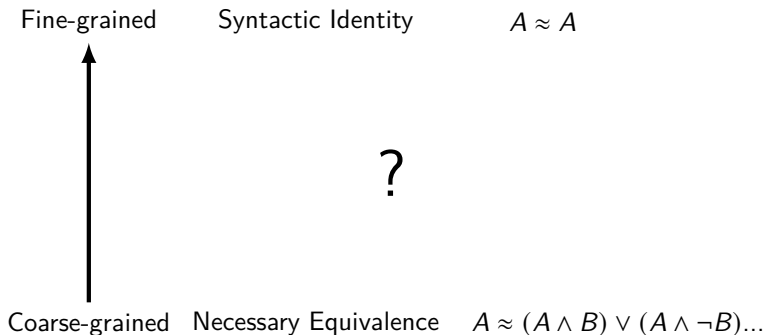 Fine-grained Syntactic Identity A ≈ A
?
Coarse-grained Necessary Equivalence A ≈ (A ∧ B) ∨ (A ∧ ¬B)...